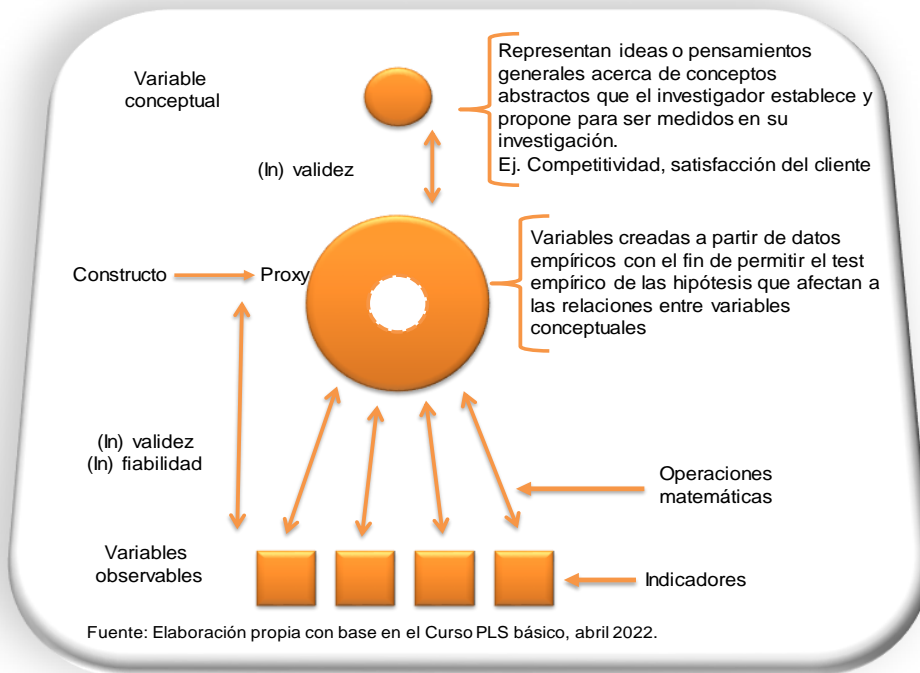 Variable
conceptual
Representan ideas o pensamientos
generales acerca de conceptos
abstractos que el investigador establece y
propone para ser medidos en su
investigación.
Ej. Competitividad, satisfacción del cliente
(In) validez
Constructo
Proxy
Variables creadas a partir de datos
empíricos con el fin de permitir el test
empírico de las hipótesis que afectan a
las relaciones entre variables
conceptuales
(In) validez
(In) fiabilidad
Operaciones
matemáticas
Variables
observables
Indicadores
Fuente: Elaboración propia con base en el Curso PLS básico, abril 2022.